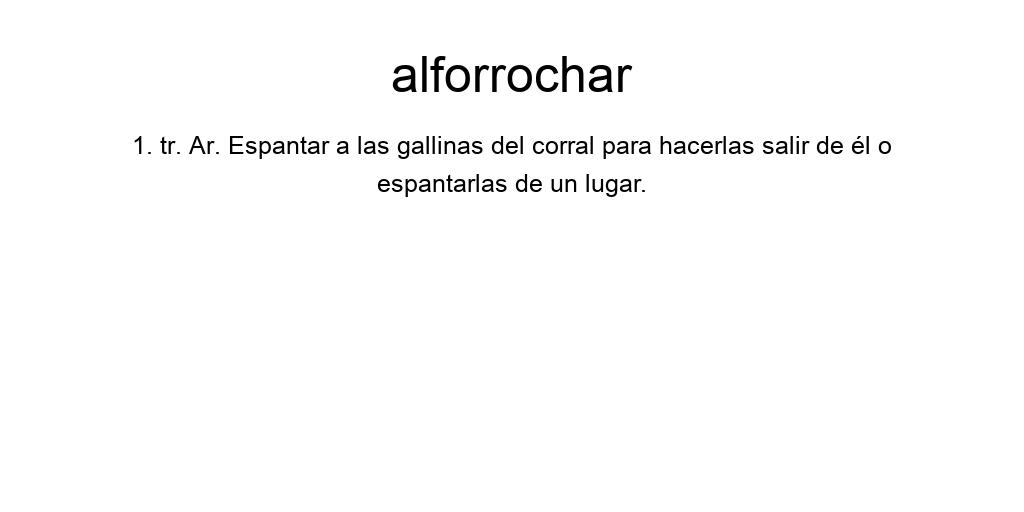 alforrochar
1. tr. Ar. Espantar a las gallinas del corral para hacerlas salir de él o
espantarlas de un lugar.